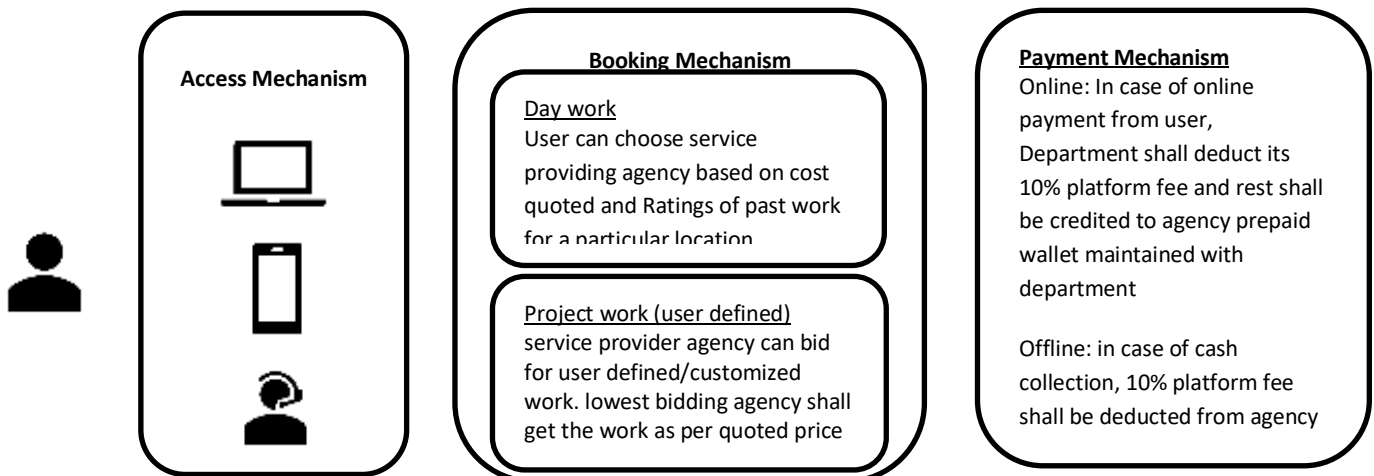 Access Mechanism
Booking Mechanism
Day work
User can choose service
providing agency based on cost
quoted and Ratings of past work
for a particular location
Project work (user defined)
service provider agency can bid
for user defined/customized
work. lowest bidding agency shall
get the work as per quoted price
Payment Mechanism
Online: In case of online
payment from user,
Department shall deduct its
10% platform fee and rest shall
be credited to agency prepaid
wallet maintained with
department
Offline: in case of cash
collection, 10% platform fee
shall be deducted from agency